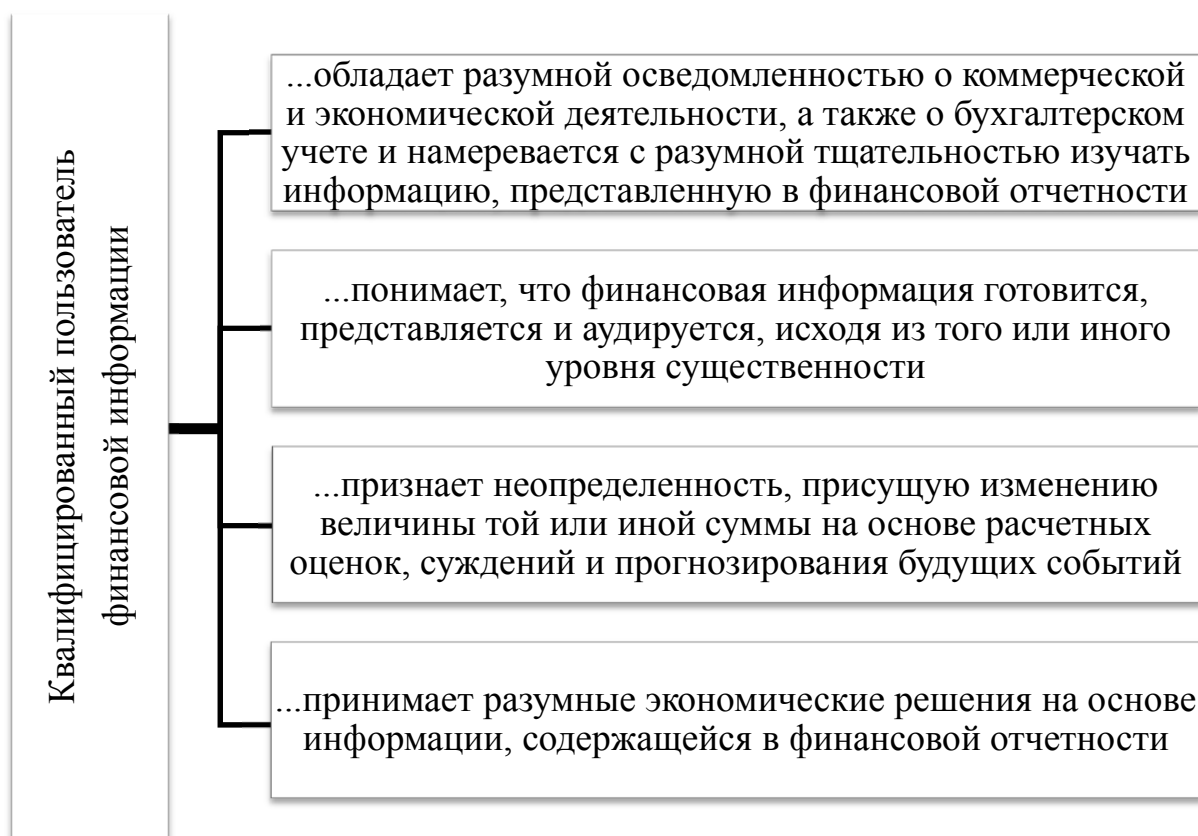 Квалифицированный пользователь
финансовой информации
...обладает разумной осведомленностью о коммерческой
и экономической деятельности, а также о бухгалтерском
учете и намеревается с разумной тщательностью изучать
информацию, представленную в финансовой отчетности
...понимает, что финансовая информация готовится,
представляется и аудируется, исходя из того или иного
уровня существенности
...признает неопределенность, присущую изменению
величины той или иной суммы на основе расчетных
оценок, суждений и прогнозирования будущих событий
...принимает разумные экономические решения на основе
информации, содержащейся в финансовой отчетности